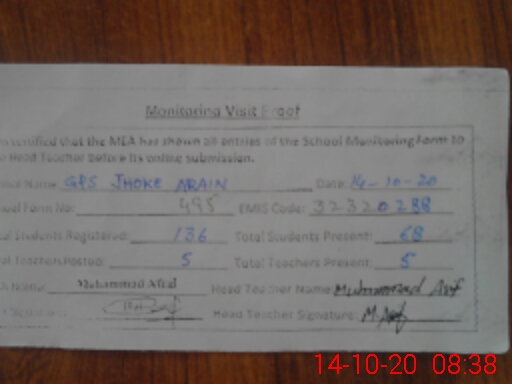 Monitoring Visit Proof
certified that the MEA has shown all entries of the School Monitoring Form to
Head Teacher before its online submission.
Name: GPS JHOKE ARAIN Date: 14-10-20
Form No: 495 EMIS Code: 32320288
Students Registered: 136 Total Students Present: 68
Teachers Posted: 5 Total Teachers Present: 5
Name: Muhammad Afzal Head Teacher Name: Muhammad Asif
Head Teacher Signature: M.Asif
14-10-20 08:38